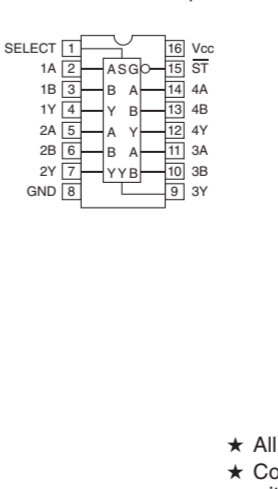 SELECT 1 16 Vcc
1A 2 A S G 15 ST
1B 3 B A 14 4A
1Y 4 Y B 13 4B
2A 5 A Y 12 4Y
2B 6 B A 11 3A
2Y 7 Y Y B 10 3B
GND 8 9 3Y
★ All
★ Co